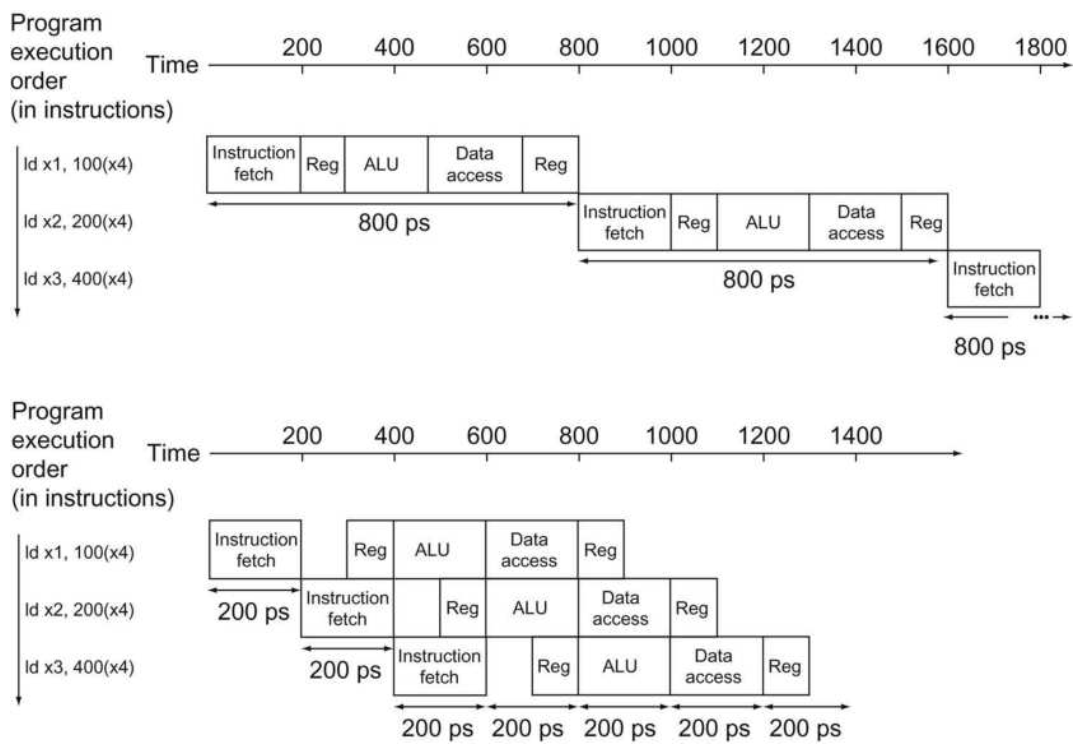 Program
execution
order
(in instructions)
Time
200 400 600 800 1000 1200 1400 1600 1800
ld x1, 100(x4)
Instruction
fetch
Reg
ALU
Data
access
Reg
800 ps
ld x2, 200(x4)
Instruction
fetch
Reg
ALU
Data
access
Reg
800 ps
ld x3, 400(x4)
Instruction
fetch
...
800 ps
Program
execution
order
(in instructions)
Time
200 400 600 800 1000 1200 1400
ld x1, 100(x4)
Instruction
fetch
Reg
ALU
Data
access
Reg
200 ps
ld x2, 200(x4)
Instruction
fetch
Reg
ALU
Data
access
Reg
200 ps
ld x3, 400(x4)
Instruction
fetch
Reg
ALU
Data
access
Reg
200 ps 200 ps 200 ps 200 ps 200 ps